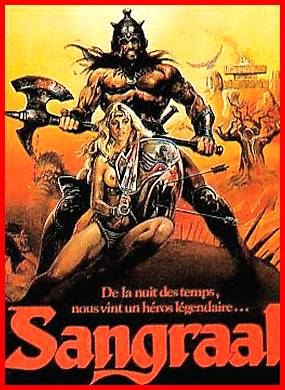 De la nuit des temps,
nous vint un héros légendaire...
Sangraal